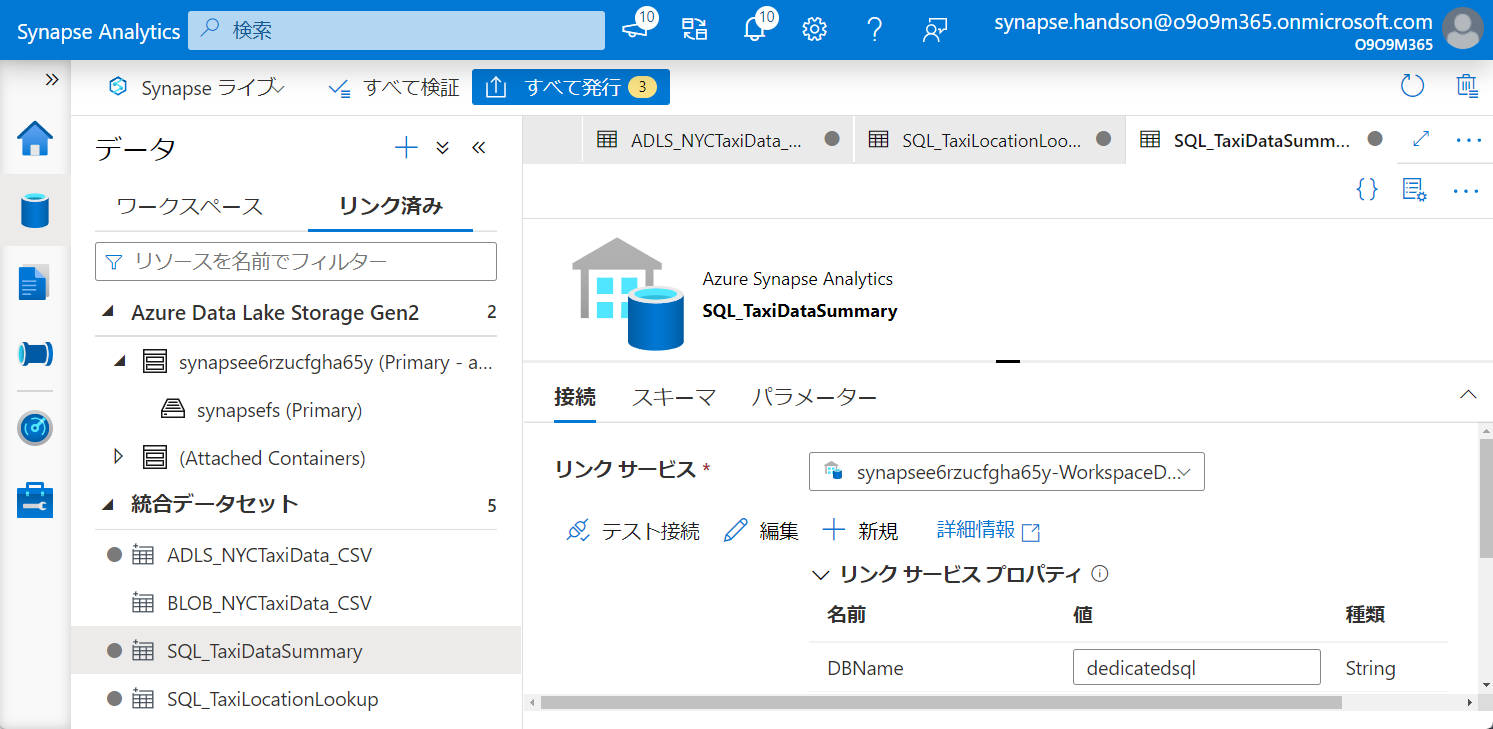 Synapse Analytics
検索
10
10
synapse.handson@o9o9m365.onmicrosoft.com
O9O9M365
Synapse ライブ
すべて検証
すべて発行 3
データ
ワークスペース リンク済み
リソースを名前でフィルター
Azure Data Lake Storage Gen2 2
synapsee6rzucfgha65y (Primary - a...
synapsefs (Primary)
(Attached Containers)
統合データセット 5
ADLS_NYCTaxiData_CSV
BLOB_NYCTaxiData_CSV
SQL_TaxiDataSummary
SQL_TaxiLocationLookup
ADLS_NYCTaxiData_... SQL_TaxiLocationLoo... SQL_TaxiDataSumm...
Azure Synapse Analytics
SQL_TaxiDataSummary
接続 スキーマ パラメーター
リンク サービス *
synapsee6rzucfgha65y-WorkspaceD...
テスト接続 編集 新規 詳細情報
リンク サービス プロパティ
名前 値 種類
DBName dedicatedsql String